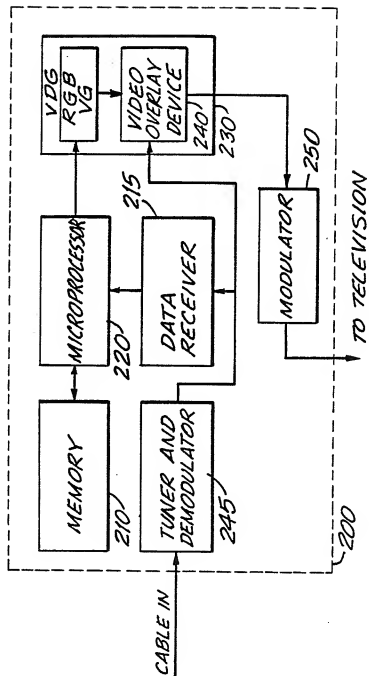 MEMORY
210
MICROPROCESSOR
220
VDG
RGB
VG
VIDEO
OVERLAY
DEVICE
240
230
215
DATA
RECEIVER
TUNER AND
DEMODULATOR
245
CABLE IN
MODULATOR
250
TO TELEVISION
200